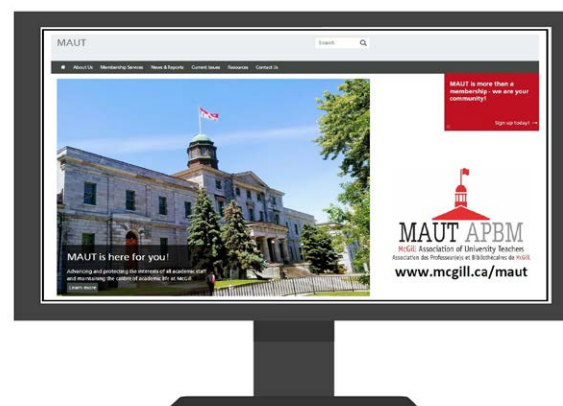 MAUT
Search
About Us Membership Services News & Reports Current Issues Resources Contact Us
MAUT is more than a
membership - we are your
community!
Sign up today! →
MAUT is here for you!
Advancing and protecting the interests of all academic staff
and maintaining the calibre of academic life at McGill
Learn more
MAUT APBM
McGill Association of University Teachers
Association des Professeur(e)s et Bibliothécaires de McGill
www.mcgill.ca/maut